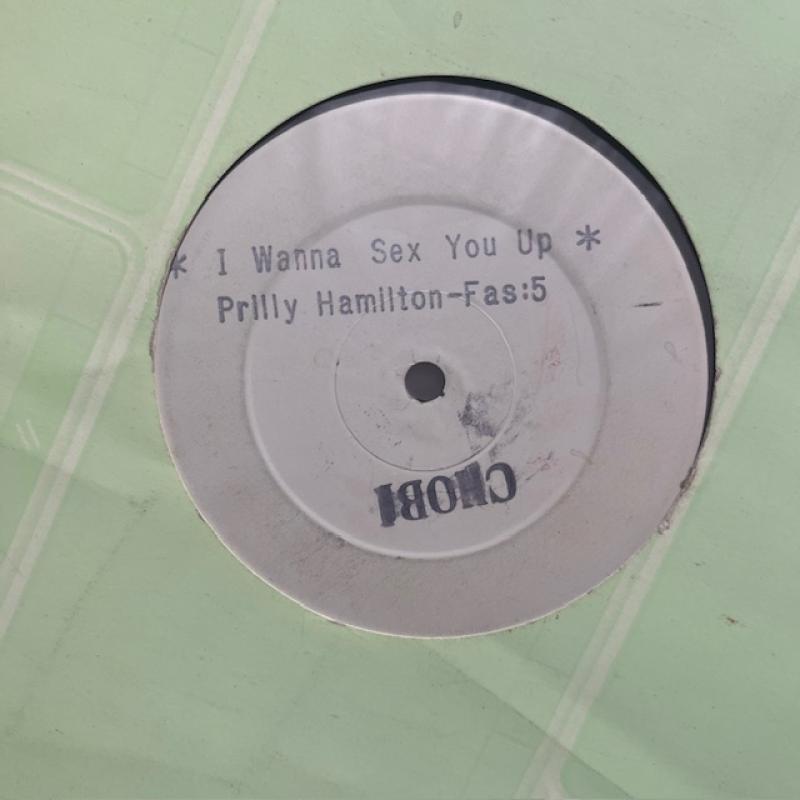 * I Wanna Sex You Up *
Prilly Hamilton-Fas:5
CHOBI